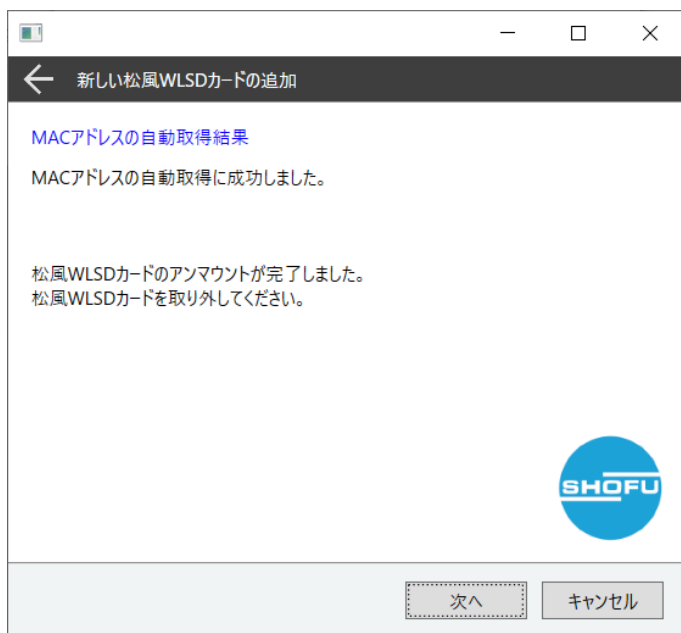 新しい松風WLSDカードの追加
MACアドレスの自動取得結果
MACアドレスの自動取得に成功しました。
松風WLSDカードのアンマウントが完了しました。
松風WLSDカードを取り外してください。
SHOFU
次へ
キャンセル